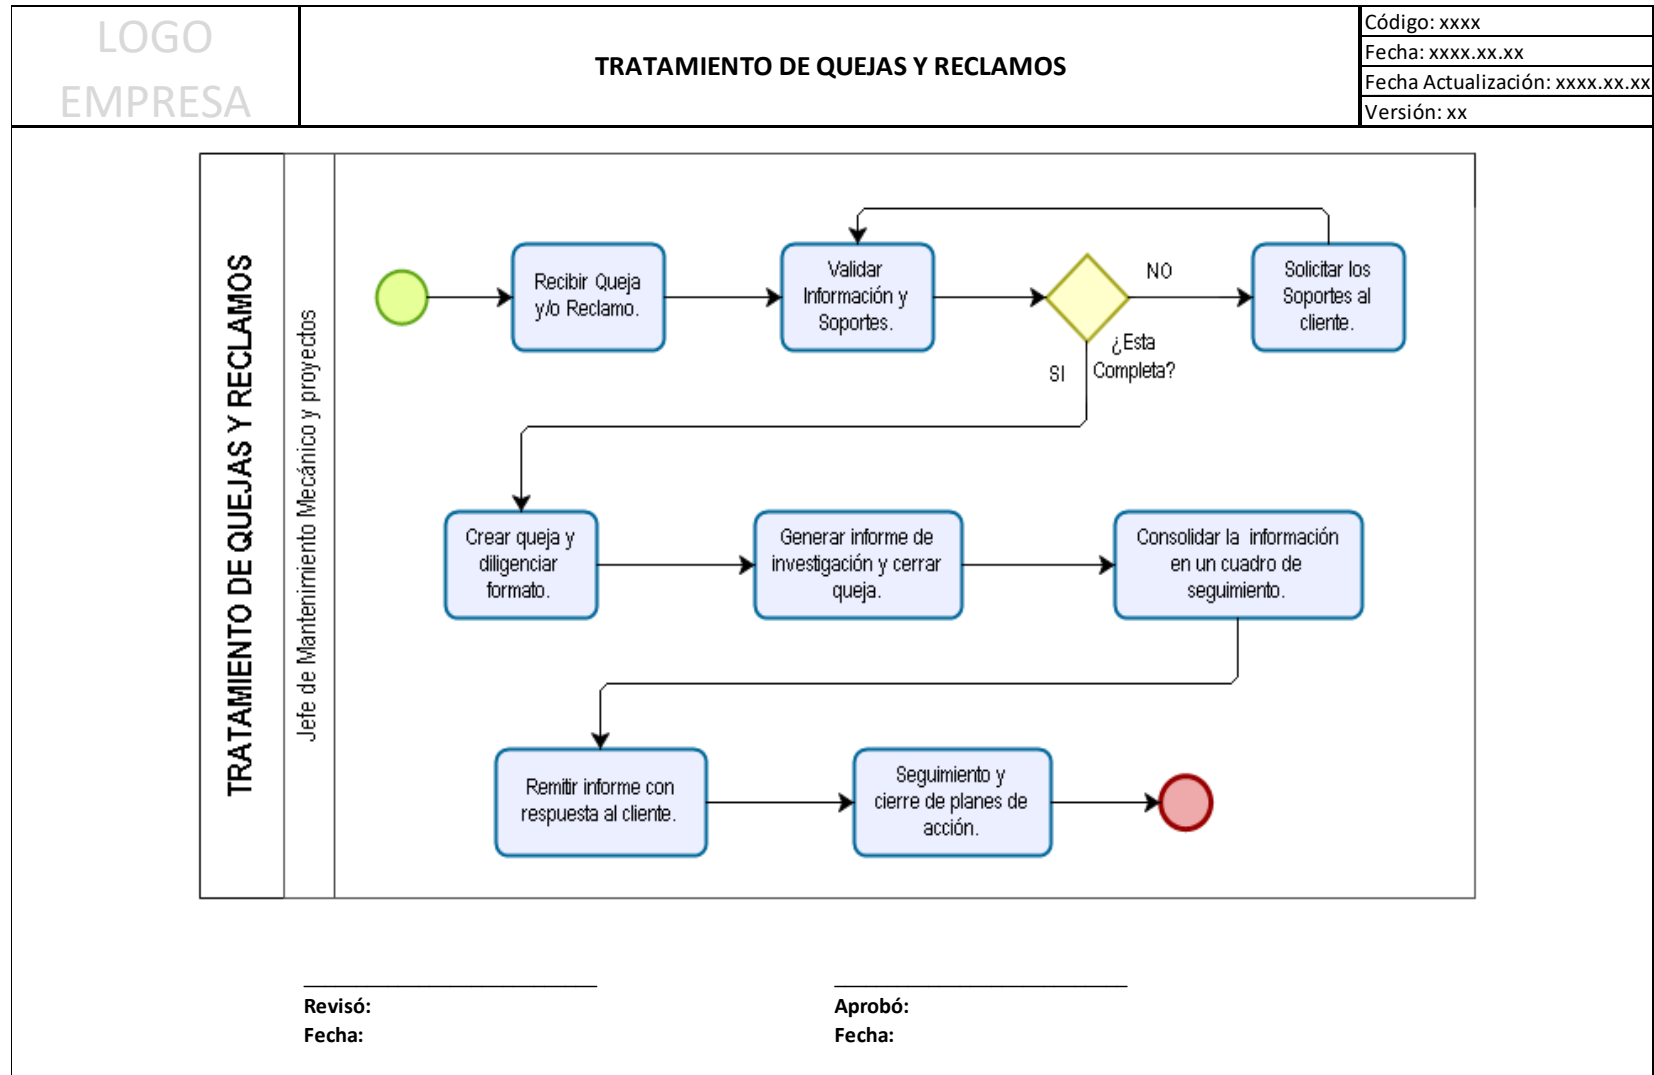 LOGO
EMPRESA
TRATAMIENTO DE QUEJAS Y RECLAMOS
Código: xxxx
Fecha: xxxx.xx.xx
Fecha Actualización: xxxx.xx.xx
Versión: xx
TRATAMIENTO DE QUEJAS Y RECLAMOS
Jefe de Mantenimiento Mecánico y proyectos
Recibir Queja
y/o Reclamo.
Validar
Información y
Soportes.
¿Esta
Completa?
NO
SI
Solicitar los
Soportes al
cliente.
Crear queja y
diligenciar
formato.
Generar informe de
investigación y cerrar
queja.
Consolidar la información
en un cuadro de
seguimiento.
Remitir informe con
respuesta al cliente.
Seguimiento y
cierre de planes de
acción.
Revisó:
Fecha:
Aprobó:
Fecha: